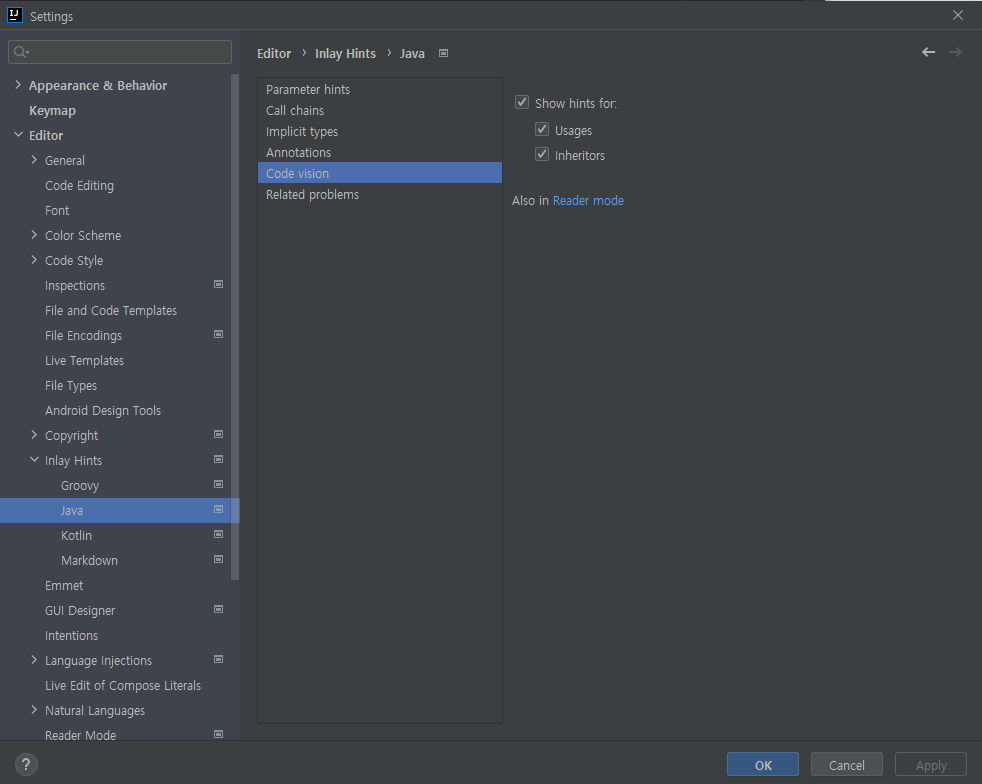 IJ
Settings
Editor › Inlay Hints › Java
Appearance & Behavior
Keymap
Editor
General
Code Editing
Font
Color Scheme
Code Style
Inspections
File and Code Templates
File Encodings
Live Templates
File Types
Android Design Tools
Copyright
Inlay Hints
Groovy
Java
Kotlin
Markdown
Emmet
GUI Designer
Intentions
Language Injections
Live Edit of Compose Literals
Natural Languages
Reader Mode
Parameter hints
Call chains
Implicit types
Annotations
Code vision
Related problems
Show hints for:
Usages
Inheritors
Also in Reader mode
?
OK
Cancel
Apply